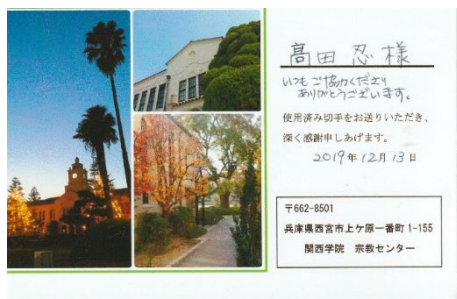 高田 忍 様
いつもご協力くださり
ありがとうございます。
使用済み切手をお送りいただき、
深く感謝申しあげます。
2019年12月13日
〒662-8501
兵庫県西宮市上ケ原一番町 1-155
関西学院 宗教センター